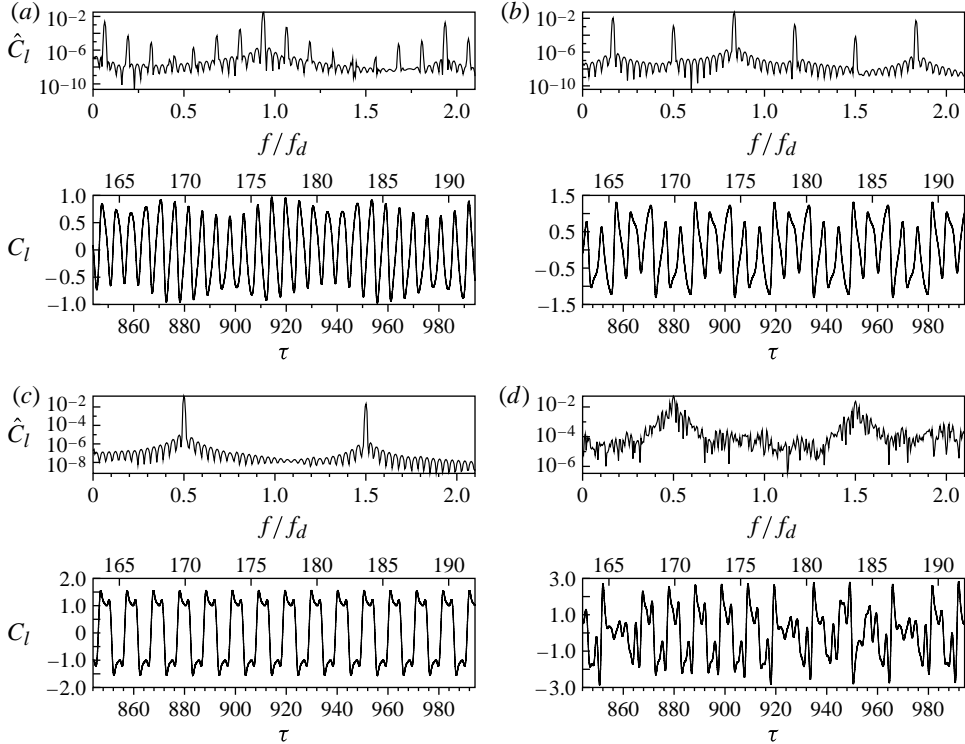 (a)
10⁻²
Ĉ_l
10⁻⁶
10⁻¹⁰
0 0.5 1.0 1.5 2.0
f/f_d
165 170 175 180 185 190
1.0
0.5
C_l 0
−0.5
−1.0
860 880 900 920 940 960 980
τ
(b)
10⁻²
10⁻⁶
10⁻¹⁰
0 0.5 1.0 1.5 2.0
f/f_d
165 170 175 180 185 190
1.5
0.5
−0.5
−1.5
860 880 900 920 940 960 980
τ
(c)
10⁻²
Ĉ_l 10⁻⁴
10⁻⁶
10⁻⁸
0 0.5 1.0 1.5 2.0
f/f_d
165 170 175 180 185 190
2.0
1.0
C_l 0
−1.0
−2.0
860 880 900 920 940 960 980
τ
(d)
10⁻²
10⁻⁴
10⁻⁶
0 0.5 1.0 1.5 2.0
f/f_d
165 170 175 180 185 190
3.0
1.0
−1.0
−3.0
860 880 900 920 940 960 980
τ